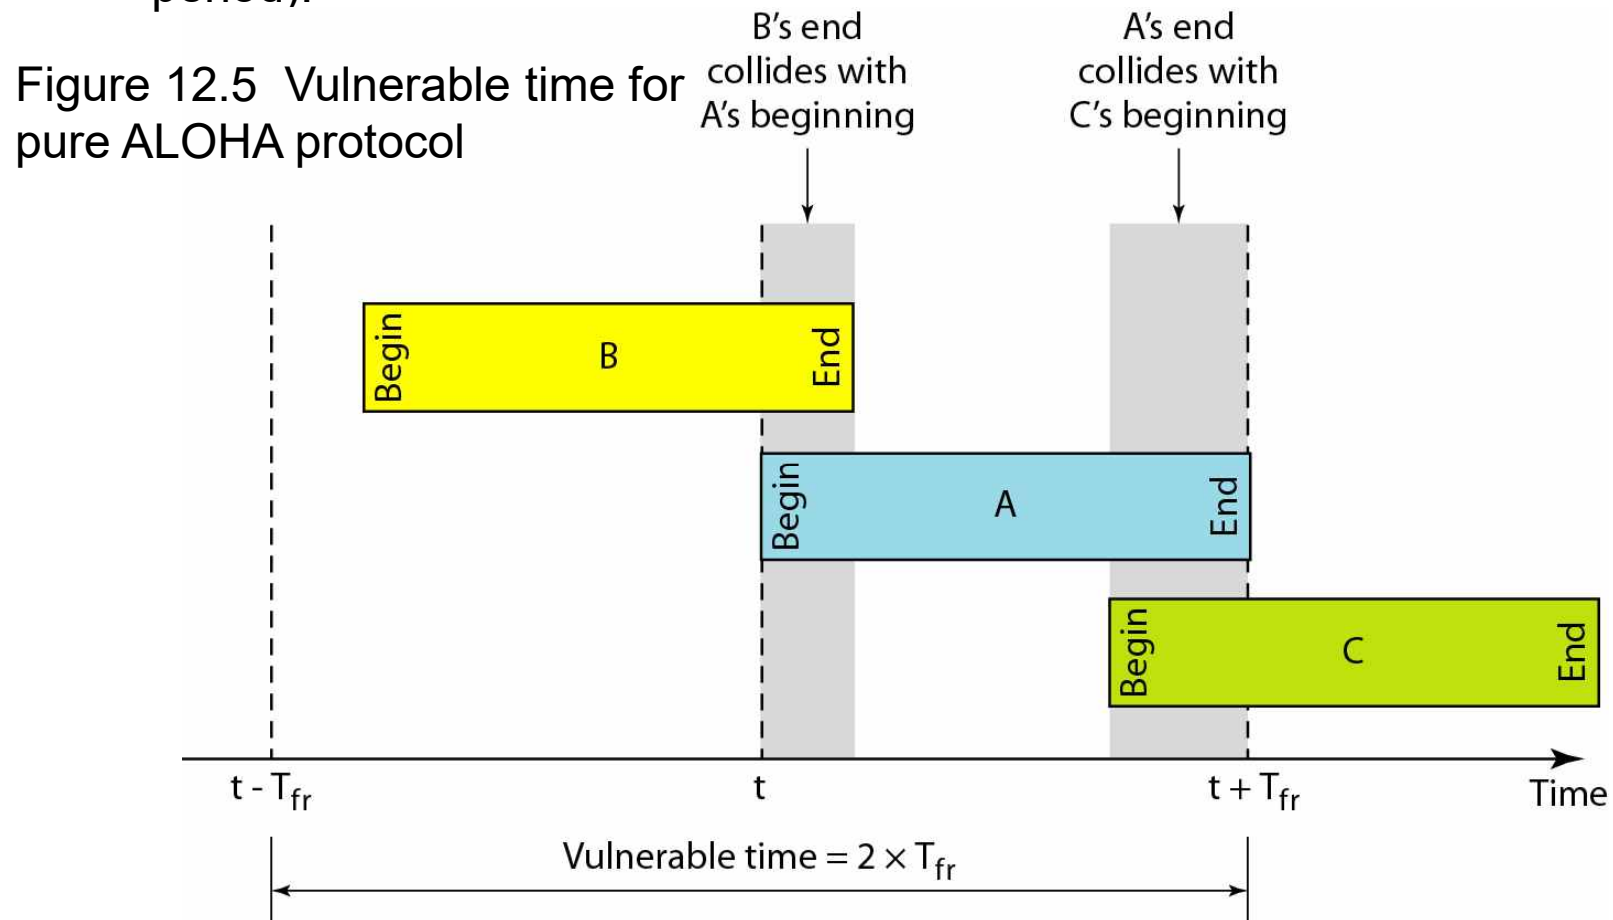 period).
Figure 12.5 Vulnerable time for
pure ALOHA protocol
B’s end
collides with
A’s beginning
A’s end
collides with
C’s beginning
Begin
B
End
Begin
A
End
Begin
C
End
t - Tfr
t
t + Tfr
Time
Vulnerable time = 2 × Tfr